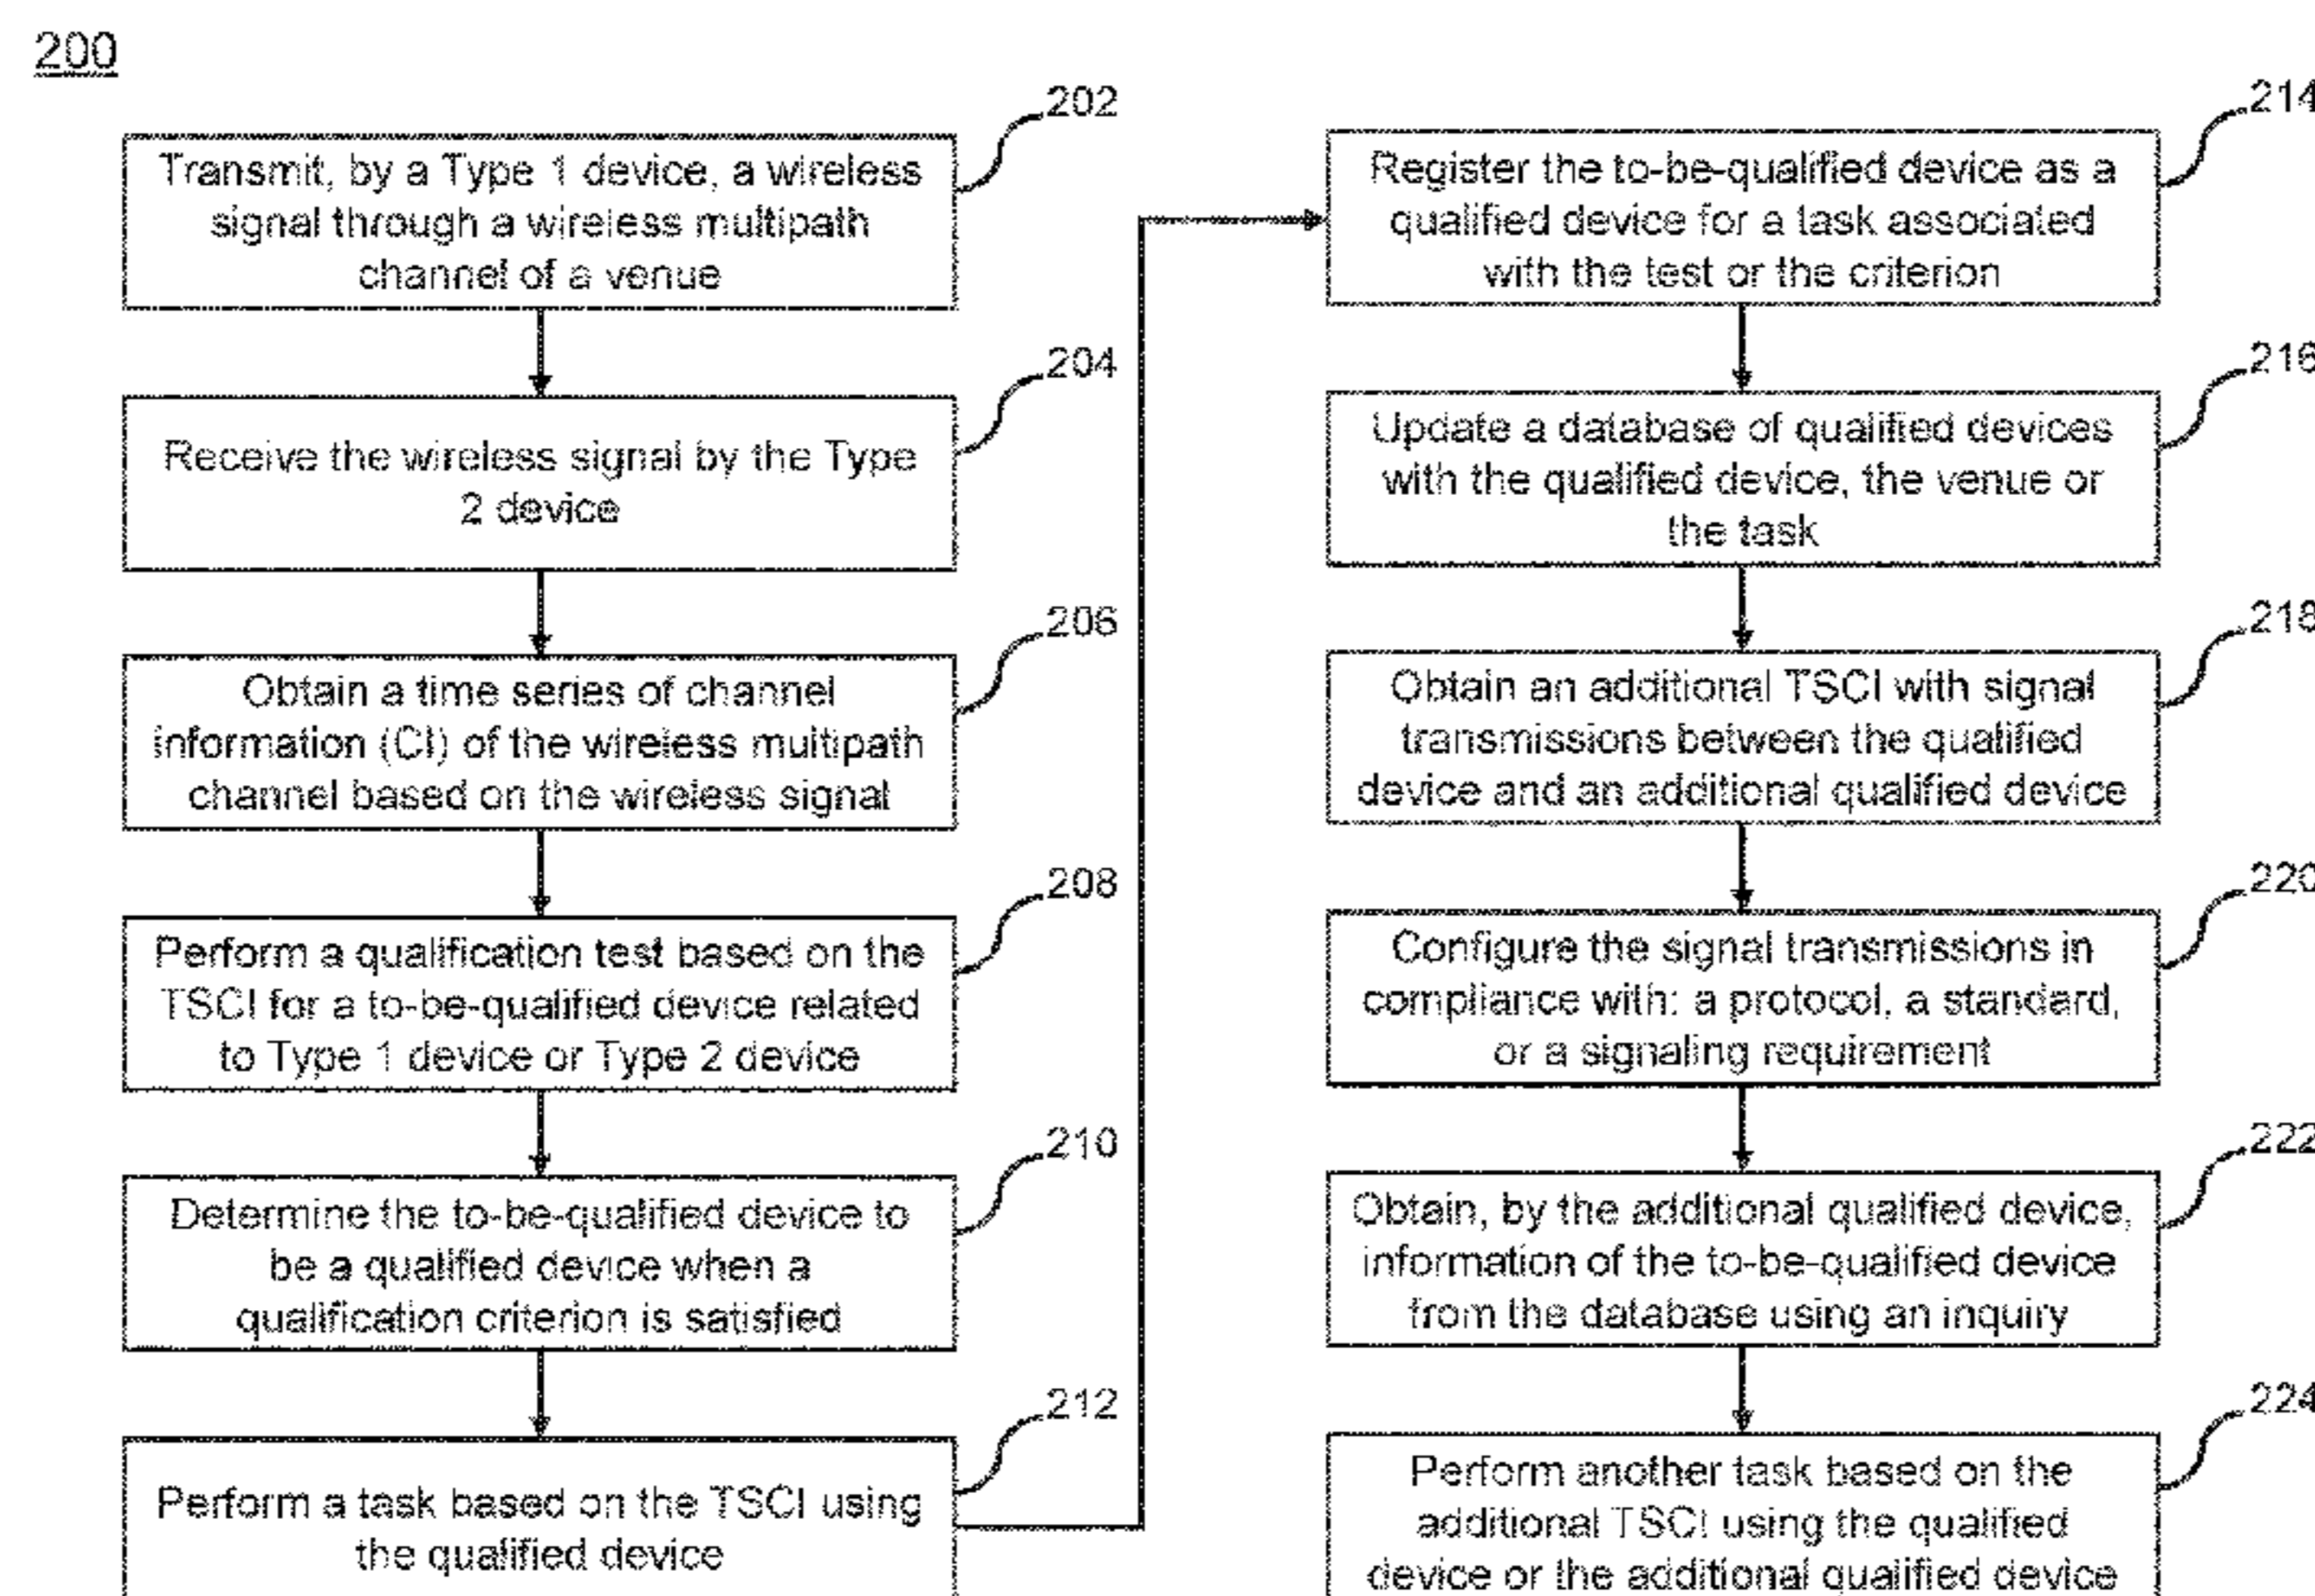 200
202
Transmit, by a Type 1 device, a wireless
signal through a wireless multipath
channel of a venue
204
Receive the wireless signal by the Type
2 device
206
Obtain a time series of channel
information (CI) of the wireless multipath
channel based on the wireless signal
208
Perform a qualification test based on the
TSCI for a to-be-qualified device related
to Type 1 device or Type 2 device
210
Determine the to-be-qualified device to
be a qualified device when a
qualification criterion is satisfied
212
Perform a task based on the TSCI using
the qualified device
214
Register the to-be-qualified device as a
qualified device for a task associated
with the test or the criterion
216
Update a database of qualified devices
with the qualified device, the venue or
the task
218
Obtain an additional TSCI with signal
transmissions between the qualified
device and an additional qualified device
220
Configure the signal transmissions in
compliance with: a protocol, a standard,
or a signaling requirement
222
Obtain, by the additional qualified device,
information of the to-be-qualified device
from the database using an inquiry
224
Perform another task based on the
additional TSCI using the qualified
device or the additional qualified device